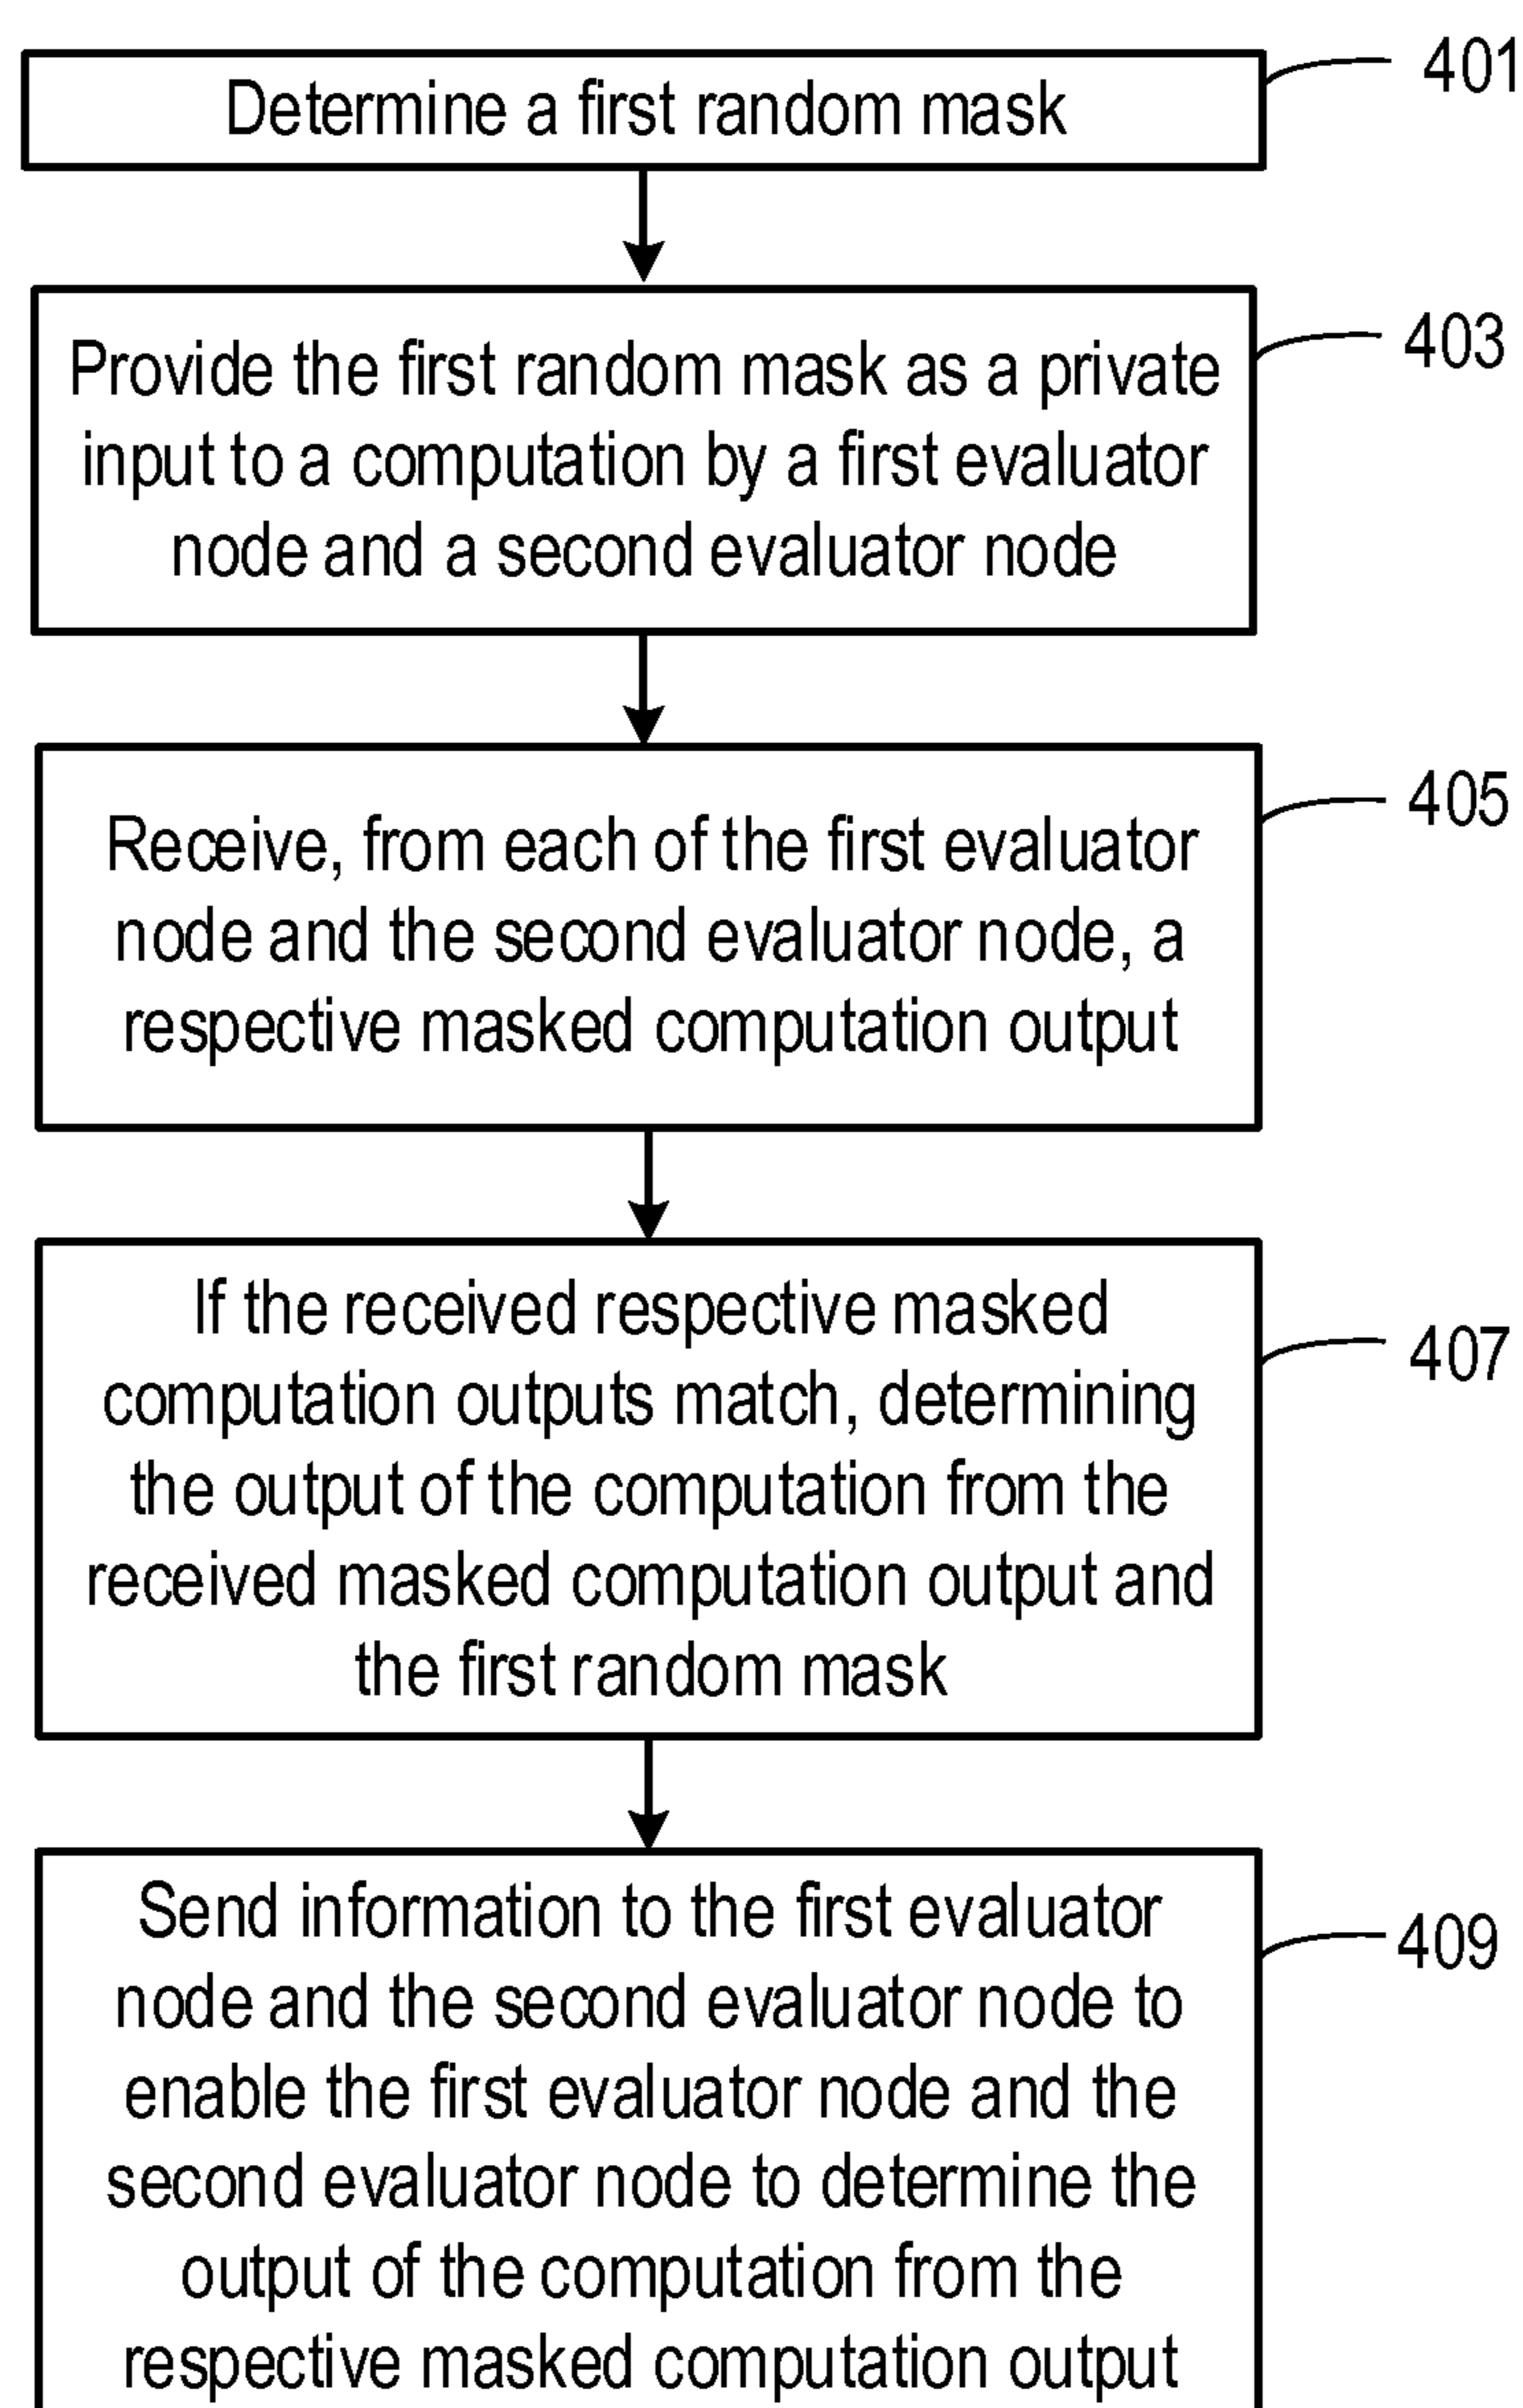 Determine a first random mask
401
Provide the first random mask as a private
input to a computation by a first evaluator
node and a second evaluator node
403
Receive, from each of the first evaluator
node and the second evaluator node, a
respective masked computation output
405
If the received respective masked
computation outputs match, determining
the output of the computation from the
received masked computation output and
the first random mask
407
Send information to the first evaluator
node and the second evaluator node to
enable the first evaluator node and the
second evaluator node to determine the
output of the computation from the
respective masked computation output
409